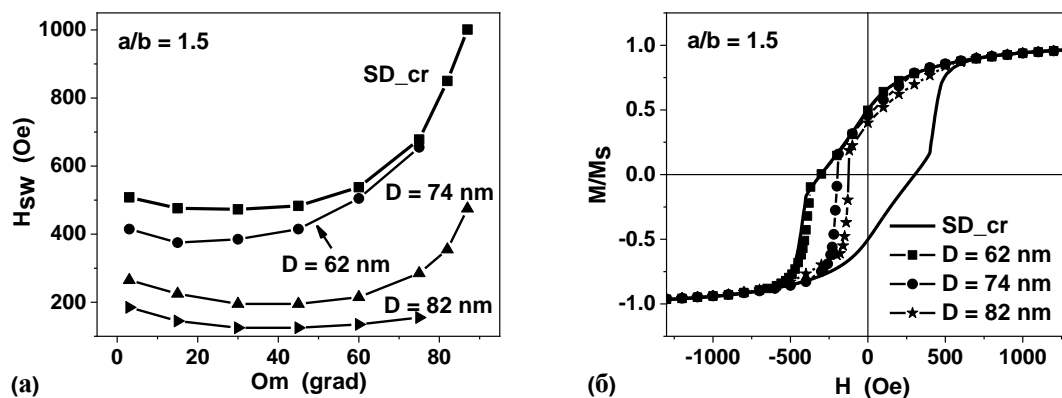 a/b = 1.5
SD_cr
D = 74 nm
D = 62 nm
D = 82 nm
1000
800
600
400
200
Hsw (Oe)
0
20
40
60
80
Om (grad)
(а)
a/b = 1.5
1.0
0.5
0.0
-0.5
-1.0
M/Ms
SD_cr
D = 62 nm
D = 74 nm
D = 82 nm
-1000
-500
0
500
1000
H (Oe)
(б)